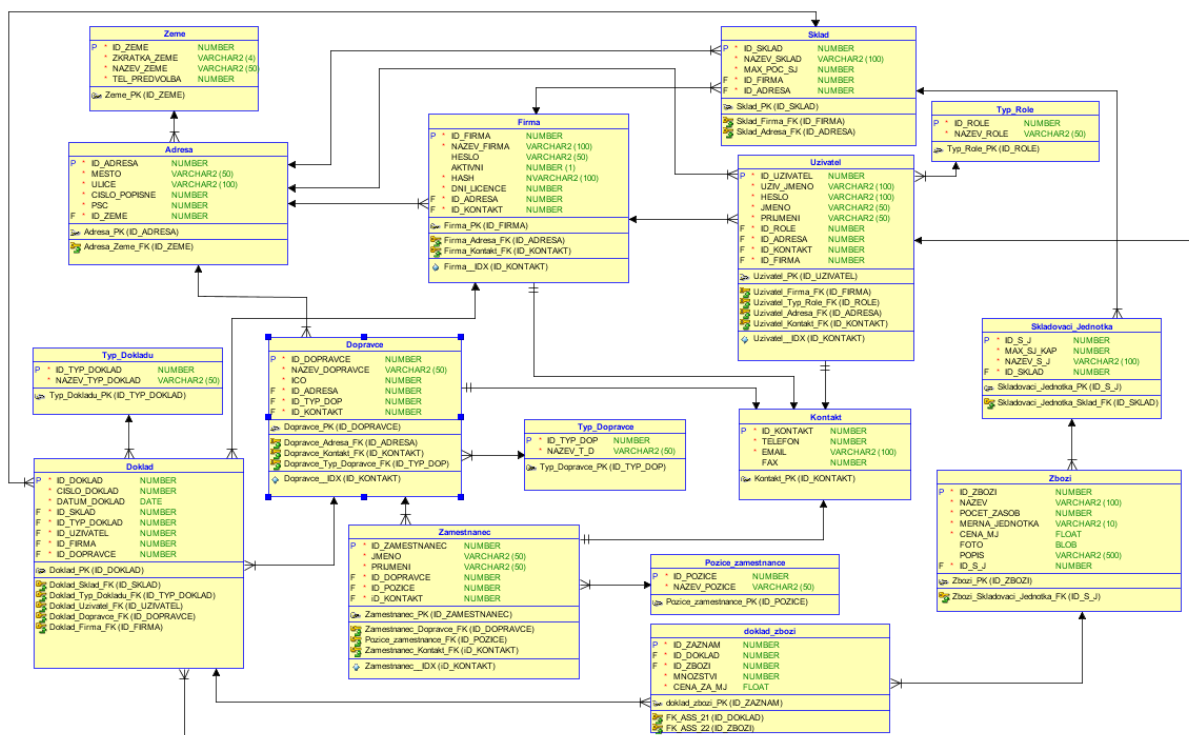 Zeme
P * ID_ZEME NUMBER
* ZKRATKA_ZEME VARCHAR2 (4)
* NAZEV_ZEME VARCHAR2 (50)
* TEL_PREDVOLBA NUMBER
Zeme_PK (ID_ZEME)
Adresa
P * ID_ADRESA NUMBER
* MESTO VARCHAR2 (50)
* ULICE VARCHAR2 (100)
* CISLO_POPISNE NUMBER
* PSC NUMBER
F * ID_ZEME NUMBER
Adresa_PK (ID_ADRESA)
Adresa_Zeme_FK (ID_ZEME)
Firma
P * ID_FIRMA NUMBER
* NAZEV_FIRMA VARCHAR2 (100)
HESLO VARCHAR2 (50)
AKTIVNI NUMBER (1)
* HASH NVARCHAR2 (100)
* DNI_LICENCE NUMBER
F * ID_ADRESA NUMBER
F * ID_KONTAKT NUMBER
Firma_PK (ID_FIRMA)
Firma_Adresa_FK (ID_ADRESA)
Firma_Kontakt_FK (ID_KONTAKT)
Firma__IDX (ID_KONTAKT)
Sklad
P * ID_SKLAD NUMBER
* NAZEV_SKLAD VARCHAR2 (100)
* MAX_POC_SJ NUMBER
F * ID_FIRMA NUMBER
F * ID_ADRESA NUMBER
Sklad_PK (ID_SKLAD)
Sklad_Firma_FK (ID_FIRMA)
Sklad_Adresa_FK (ID_ADRESA)
Typ_Role
P * ID_ROLE NUMBER
* NAZEV_ROLE VARCHAR2 (50)
Typ_Role_PK (ID_ROLE)
Uzivatel
P * ID_UZIVATEL NUMBER
* UZIV_JMENO VARCHAR2 (100)
* HESLO VARCHAR2 (100)
* JMENO VARCHAR2 (50)
* PRIJMENI VARCHAR2 (50)
F * ID_ROLE NUMBER
F * ID_ADRESA NUMBER
F * ID_KONTAKT NUMBER
F * ID_FIRMA NUMBER
Uzivatel_PK (ID_UZIVATEL)
Uzivatel_Firma_FK (ID_FIRMA)
Uzivatel_Typ_Role_FK (ID_ROLE)
Uzivatel_Adresa_FK (ID_ADRESA)
Uzivatel_Kontakt_FK (ID_KONTAKT)
Uzivatel__IDX (ID_KONTAKT)
Typ_Dokladu
P * ID_TYP_DOKLAD NUMBER
* NAZEV_TYP_DOKLAD VARCHAR2 (50)
Typ_Dokladu_PK (ID_TYP_DOKLAD)
Dopravce
P * ID_DOPRAVCE NUMBER
* NAZEV_DOPRAVCE VARCHAR2 (50)
* ICO NUMBER
F * ID_ADRESA NUMBER
F * ID_TYP_DOP NUMBER
F * ID_KONTAKT NUMBER
Dopravce_PK (ID_DOPRAVCE)
Dopravce_Adresa_FK (ID_ADRESA)
Dopravce_Kontakt_FK (ID_KONTAKT)
Dopravce_Typ_Dopravce_FK (ID_TYP_DOP)
Dopravce__IDX (ID_KONTAKT)
Skladovaci_Jednotka
P * ID_S_J NUMBER
* MAX_SJ_KAP NUMBER
* NAZEV_S_J VARCHAR2 (100)
F * ID_SKLAD NUMBER
Skladovaci_Jednotka_PK (ID_S_J)
Skladovaci_Jednotka_Sklad_FK (ID_SKLAD)
Typ_Dopravce
P * ID_TYP_DOP NUMBER
* NAZEV_T_D VARCHAR2 (50)
Typ_Dopravce_PK (ID_TYP_DOP)
Kontakt
P * ID_KONTAKT NUMBER
* TELEFON NUMBER
* EMAIL VARCHAR2 (100)
FAX NUMBER
Kontakt_PK (ID_KONTAKT)
Doklad
P * ID_DOKLAD NUMBER
* CISLO_DOKLAD NUMBER
* DATUM_DOKLAD DATE
F * ID_SKLAD NUMBER
F * ID_TYP_DOKLAD NUMBER
F * ID_UZIVATEL NUMBER
F * ID_FIRMA NUMBER
F * ID_DOPRAVCE NUMBER
Doklad_PK (ID_DOKLAD)
Doklad_Sklad_FK (ID_SKLAD)
Doklad_Typ_Dokladu_FK (ID_TYP_DOKLAD)
Doklad_Uzivatel_FK (ID_UZIVATEL)
Doklad_Dopravce_FK (ID_DOPRAVCE)
Doklad_Firma_FK (ID_FIRMA)
Zamestnanec
P * ID_ZAMESTNANEC NUMBER
* JMENO VARCHAR2 (50)
* PRIJMENI VARCHAR2 (50)
F * ID_DOPRAVCE NUMBER
F * ID_POZICE NUMBER
F * iD_KONTAKT NUMBER
Zamestnanec_PK (ID_ZAMESTNANEC)
Zamestnanec_Dopravce_FK (ID_DOPRAVCE)
Pozice_zamestnance_FK (ID_POZICE)
Zamestnanec_Kontakt_FK (iD_KONTAKT)
Zamestnanec__IDX (iD_KONTAKT)
Zbozi
P * ID_ZBOZI NUMBER
* NAZEV VARCHAR2 (100)
* POCET_ZASOB NUMBER
* MERNA_JEDNOTKA VARCHAR2 (10)
* CENA_MJ FLOAT
FOTO BLOB
POPIS VARCHAR2 (500)
F * ID_S_J NUMBER
Zbozi_PK (ID_ZBOZI)
Zbozi_Skladovaci_Jednotka_FK (ID_S_J)
Pozice_zamestnance
P * ID_POZICE NUMBER
* NAZEV_POZICE VARCHAR2 (50)
Pozice_zamestnance_PK (ID_POZICE)
doklad_zbozi
P * ID_ZAZNAM NUMBER
F * ID_DOKLAD NUMBER
F * ID_ZBOZI NUMBER
* MNOZSTVI NUMBER
* CENA_ZA_MJ FLOAT
doklad_zbozi_PK (ID_ZAZNAM)
FK_ASS_21 (ID_DOKLAD)
FK_ASS_22 (ID_ZBOZI)